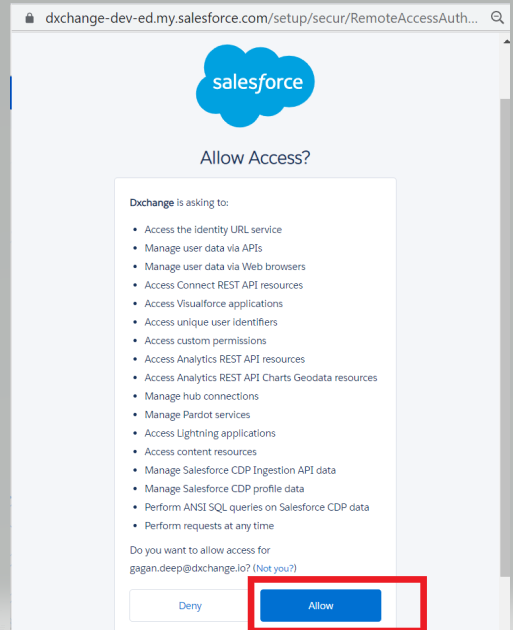 dxchange-dev-ed.my.salesforce.com/setup/secur/RemoteAccessAuth...
salesforce
Allow Access?
Dxchange is asking to:
• Access the identity URL service
• Manage user data via APIs
• Manage user data via Web browsers
• Access Connect REST API resources
• Access Visualforce applications
• Access unique user identifiers
• Access custom permissions
• Access Analytics REST API resources
• Access Analytics REST API Charts Geodata resources
• Manage hub connections
• Manage Pardot services
• Access Lightning applications
• Access content resources
• Manage Salesforce CDP Ingestion API data
• Manage Salesforce CDP profile data
• Perform ANSI SQL queries on Salesforce CDP data
• Perform requests at any time
Do you want to allow access for
gagan.deep@dxchange.io? (Not you?)
Deny
Allow